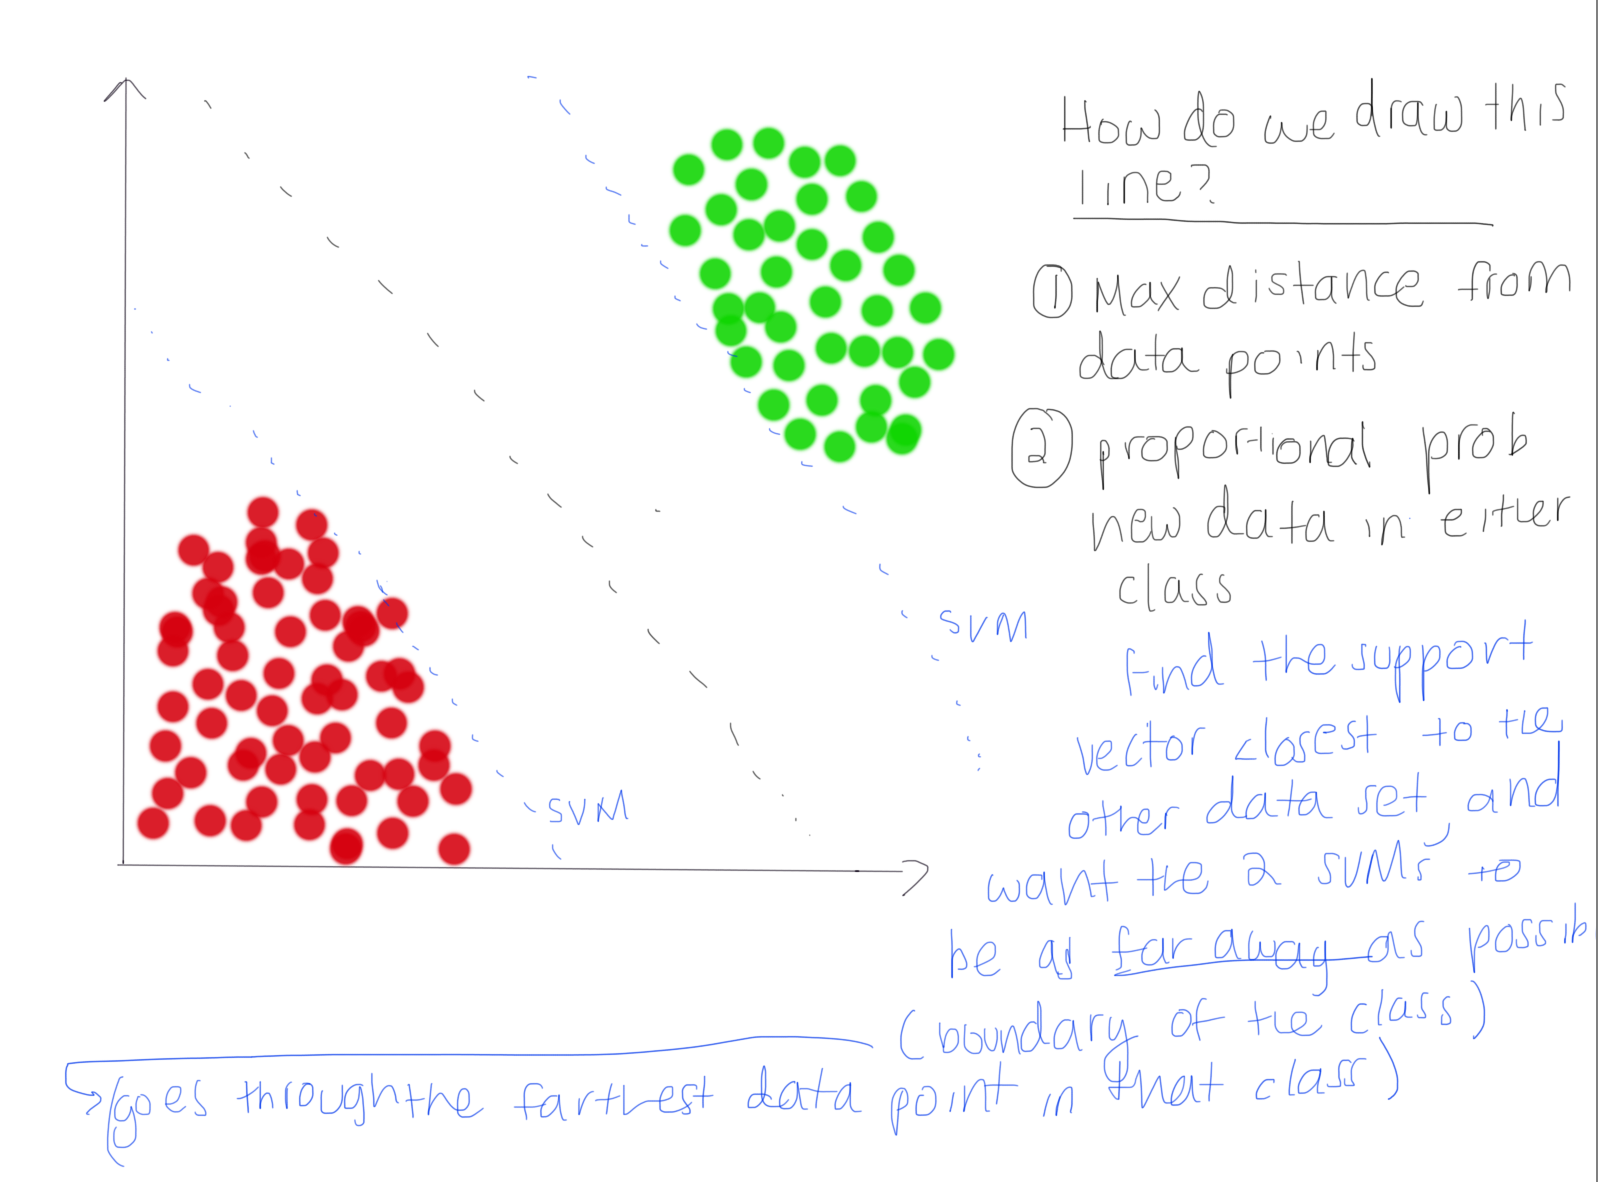 How do we draw this
line?
① Max distance from
data points
② proportional prob
new data in either
class
SVM
SVM
find the support
vector closest to the
other data set, and
want the 2 SVMs to
be as far away as possib
(boundary of the class)
(goes through the farthest data point in that class)